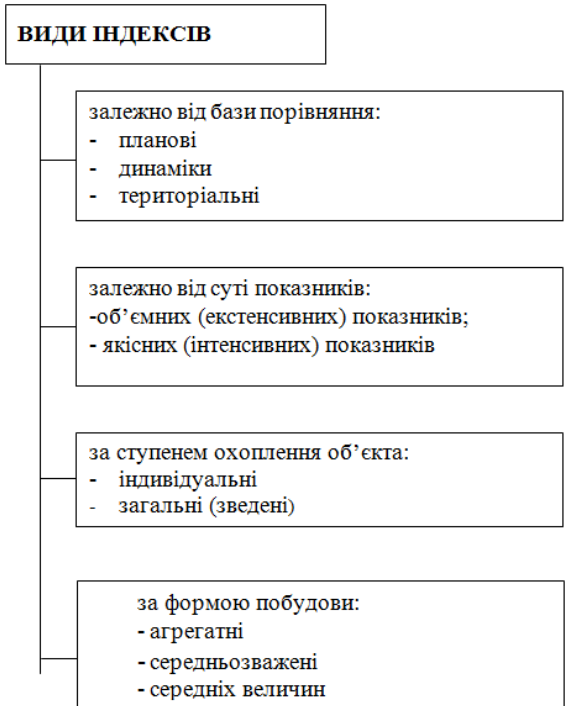 ВИДИ ІНДЕКСІВ
залежно від бази порівняння:
- планові
- динаміки
- територіальні
залежно від суті показників:
-об’ємних (екстенсивних) показників;
- якісних (інтенсивних) показників
за ступенем охоплення об’єкта:
- індивідуальні
- загальні (зведені)
за формою побудови:
- агрегатні
- середньозважені
- середніх величин